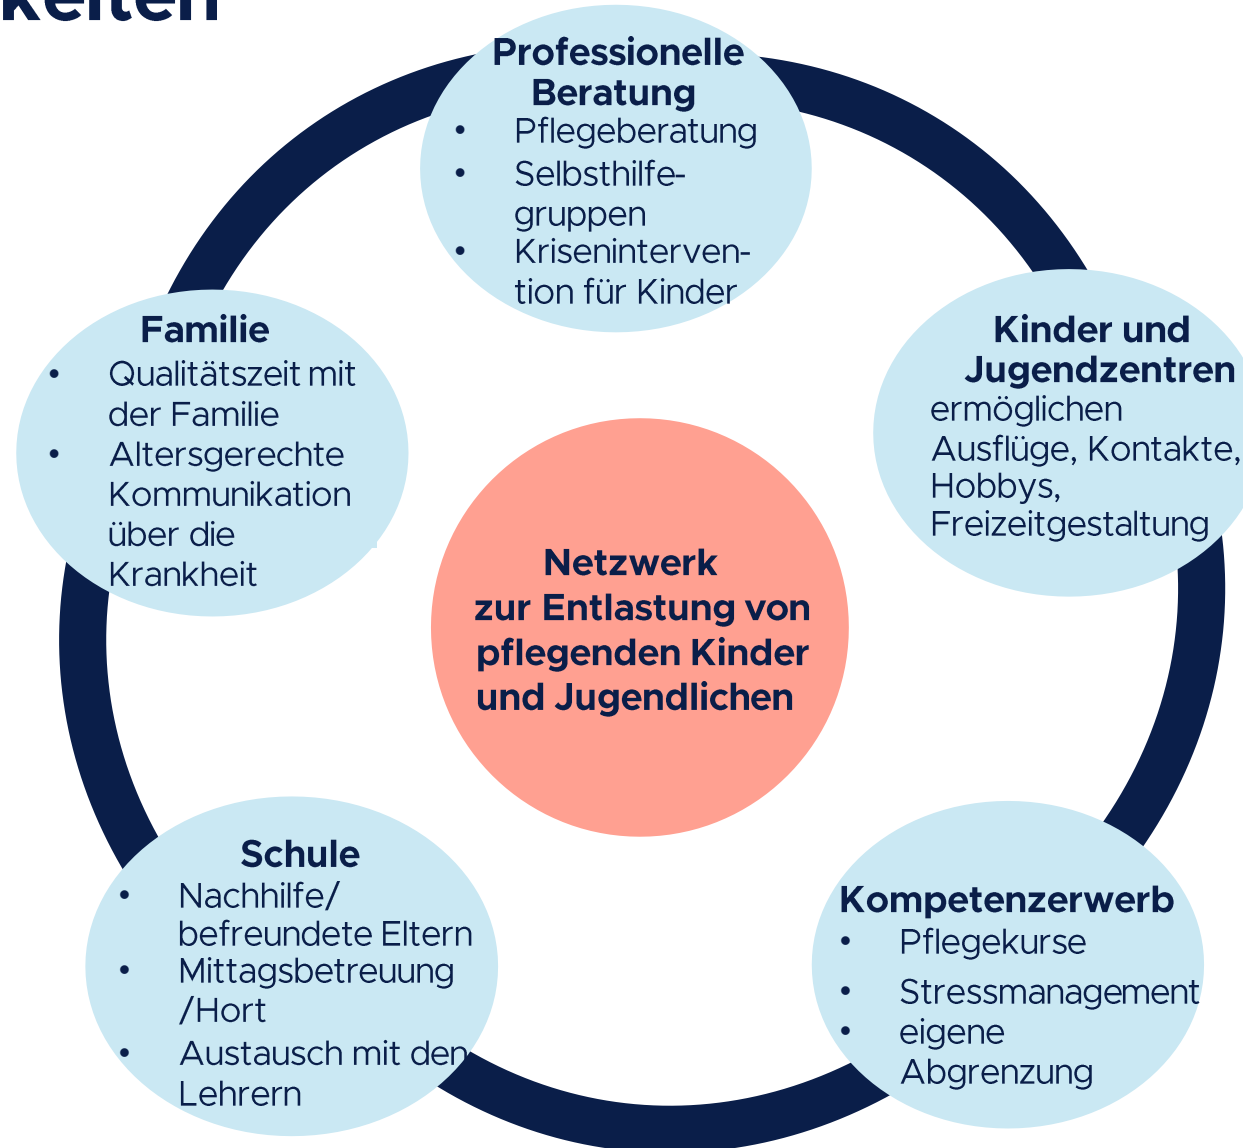 keiten
Professionelle
Beratung
• Pflegeberatung
• Selbsthilfe-
gruppen
• Kriseninterven-
tion für Kinder
Familie
• Qualitätszeit mit
der Familie
• Altersgerechte
Kommunikation
über die
Krankheit
Kinder und
Jugendzentren
ermöglichen
Ausflüge, Kontakte,
Hobbys,
Freizeitgestaltung
Netzwerk
zur Entlastung von
pflegenden Kinder
und Jugendlichen
Schule
• Nachhilfe/
befreundete Eltern
• Mittagsbetreuung
/Hort
• Austausch mit den
Lehrern
Kompetenzerwerb
• Pflegekurse
• Stressmanagement
• eigene
Abgrenzung